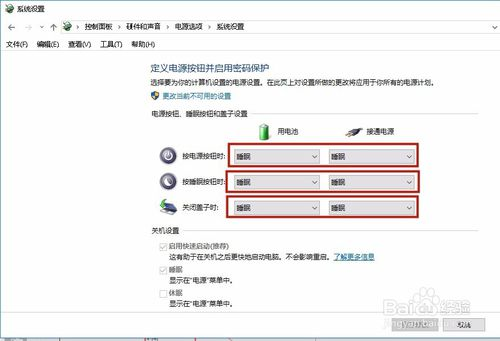 系统设置
控制面板 > 硬件和声音 > 电源选项 > 系统设置
文件(F) 编辑(E) 查看(V) 工具(T) 帮助(H)
定义电源按钮并启用密码保护
选择要为你的计算机设置的电源设置。在此页上对设置所做的更改将应用于你所有的电源计划。
更改当前不可用的设置
电源按钮、睡眠按钮和盖子设置
用电池 接通电源
按电源按钮时: 睡眠 睡眠
按睡眠按钮时: 睡眠 睡眠
关闭盖子时: 睡眠 睡眠
关机设置
启用快速启动(推荐)
这有助于在关机之后更快地启动电脑。不会影响重启。了解更多信息
睡眠
显示在"电源"菜单中。
休眠
显示在"电源"菜单中。
Baidu经验
jingyan.baidu.com
取消